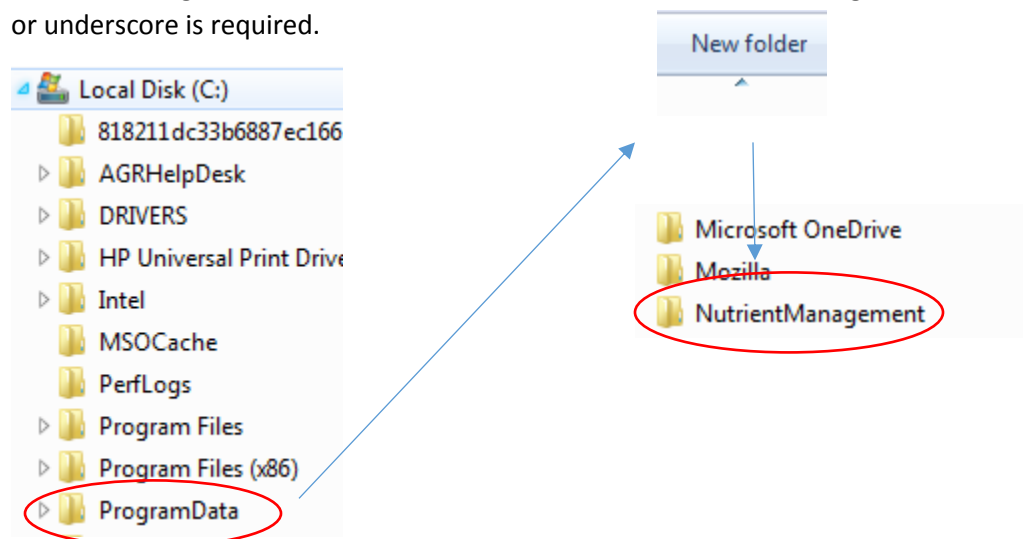 or underscore is required.
Local Disk (C:)
818211dc33b6887ec166
AGRHelpDesk
DRIVERS
HP Universal Print Drive
Intel
MSOCache
PerfLogs
Program Files
Program Files (x86)
ProgramData
New folder
Microsoft OneDrive
Mozilla
NutrientManagement